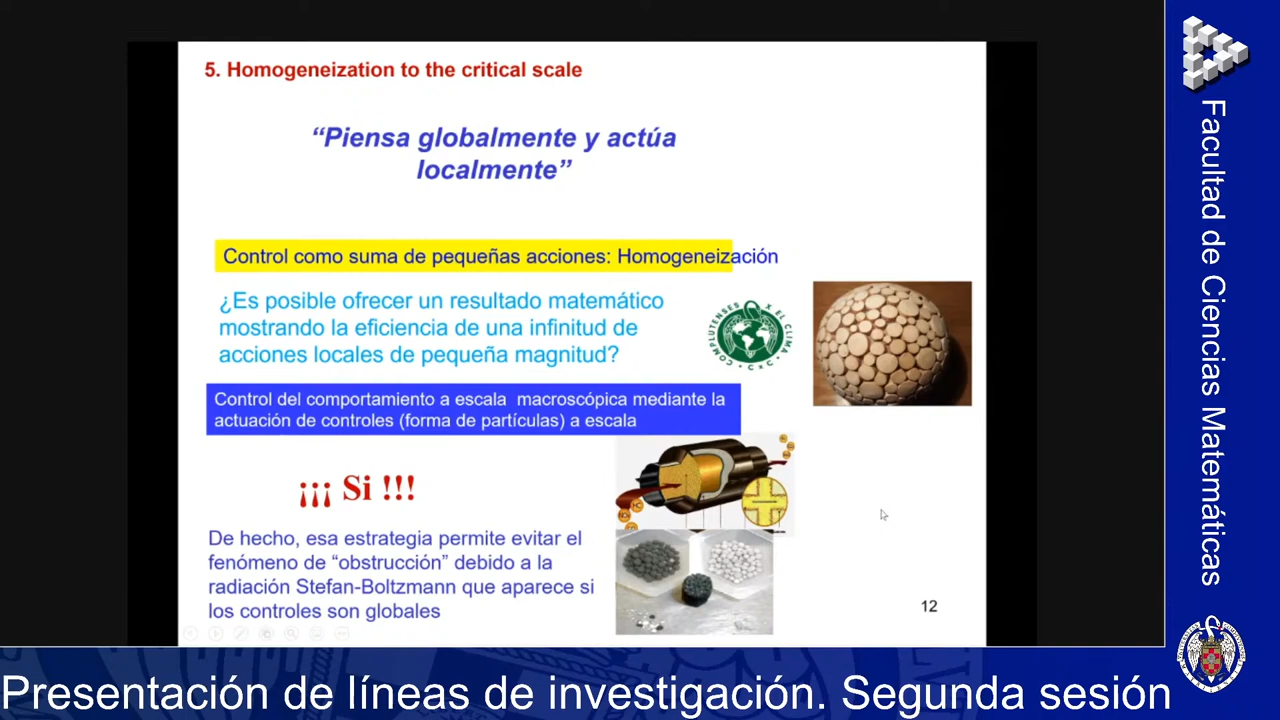 5. Homogeneization to the critical scale
“Piensa globalmente y actúa
localmente”
Control como suma de pequeñas acciones: Homogeneización
¿Es posible ofrecer un resultado matemático
mostrando la eficiencia de una infinitud de
acciones locales de pequeña magnitud?
COMPLUTENSES X EL CLIMA
• CxC •
Control del comportamiento a escala macroscópica mediante la
actuación de controles (forma de partículas) a escala
¡¡¡ Si !!!
De hecho, esa estrategia permite evitar el
fenómeno de “obstrucción” debido a la
radiación Stefan-Boltzmann que aparece si
los controles son globales
12
Facultad de Ciencias Matemáticas
Presentación de líneas de investigación. Segunda sesión